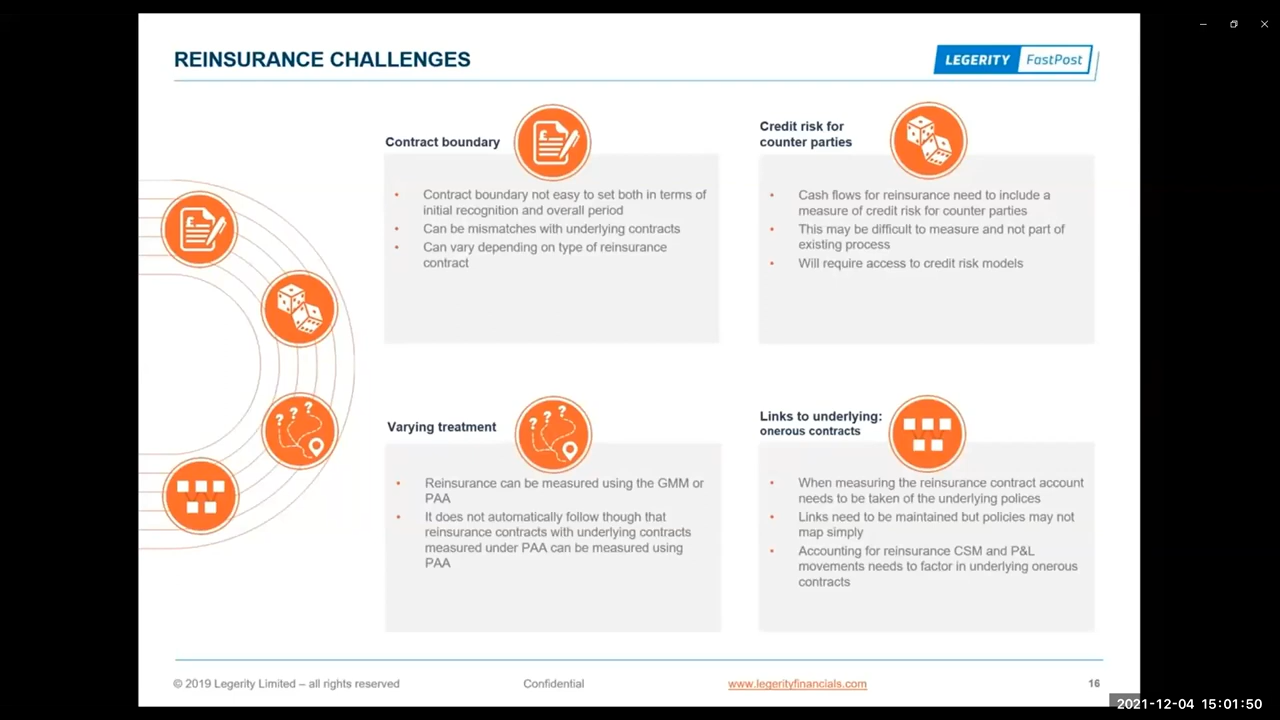 REINSURANCE CHALLENGES
LEGERITY FastPost
Contract boundary
• Contract boundary not easy to set both in terms of
initial recognition and overall period
• Can be mismatches with underlying contracts
• Can vary depending on type of reinsurance
contract
Credit risk for
counter parties
• Cash flows for reinsurance need to include a
measure of credit risk for counter parties
• This may be difficult to measure and not part of
existing process
• Will require access to credit risk models
Varying treatment
• Reinsurance can be measured using the GMM or
PAA
• It does not automatically follow though that
reinsurance contracts with underlying contracts
measured under PAA can be measured using
PAA
Links to underlying:
onerous contracts
• When measuring the reinsurance contract account
needs to be taken of the underlying polices
• Links need to be maintained but policies may not
map simply
• Accounting for reinsurance CSM and P&L
movements needs to factor in underlying onerous
contracts
© 2019 Legerity Limited – all rights reserved
Confidential
www.legerityfinancials.com
16
2021-12-04 15:01:50